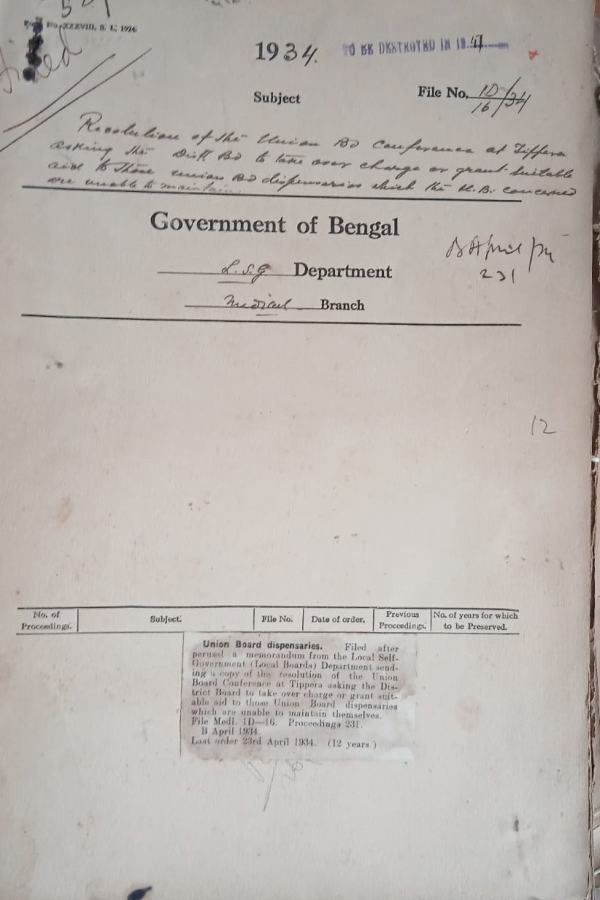 No. XXXVIII, B. L., 1926
Filed
1934.
TO BE DESTROYED IN 1947
Subject
File No. 1D/16/34
Resolution of the Union Bd Conference at Tippera
asking the Dist Bd to take over charge or grant suitable
aid to those union Bd dispensaries which the U.B. concerned
are unable to maintain.
Government of Bengal
B April
231
L.S.G Department
Medical Branch
12
No. of Proceedings. Subject. File No. Date of order. Previous Proceedings. No. of years for which to be Preserved.
Union Board dispensaries. Filed after
perusal a memorandum from the Local Self-
Government (Local Boards) Department send-
ing a copy of the resolution of the Union
Board Conference at Tippera asking the Dis-
trict Board to take over charge or grant suit-
able aid to those Union Board dispensaries
which are unable to maintain themselves.
File Medl. 1D—16. Proceedings 231.
B April 1934.
Last order 23rd April 1934. (12 years.)